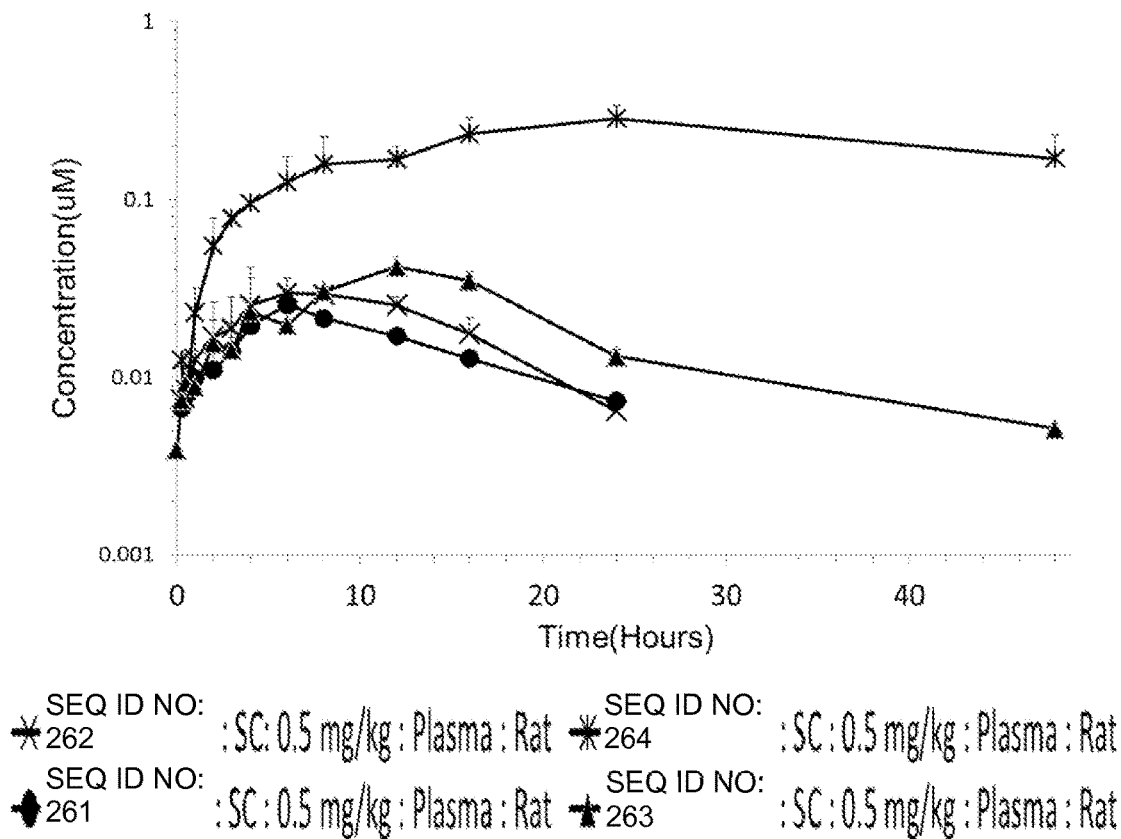 1
0.1
0.01
0.001
Concentration(uM)
0 10 20 30 40
Time(Hours)
SEQ ID NO:
262 : SC: 0.5 mg/kg : Plasma : Rat
SEQ ID NO:
264 : SC : 0.5 mg/kg : Plasma : Rat
SEQ ID NO:
261 : SC: 0.5 mg/kg : Plasma : Rat
SEQ ID NO:
263 : SC : 0.5 mg/kg : Plasma : Rat